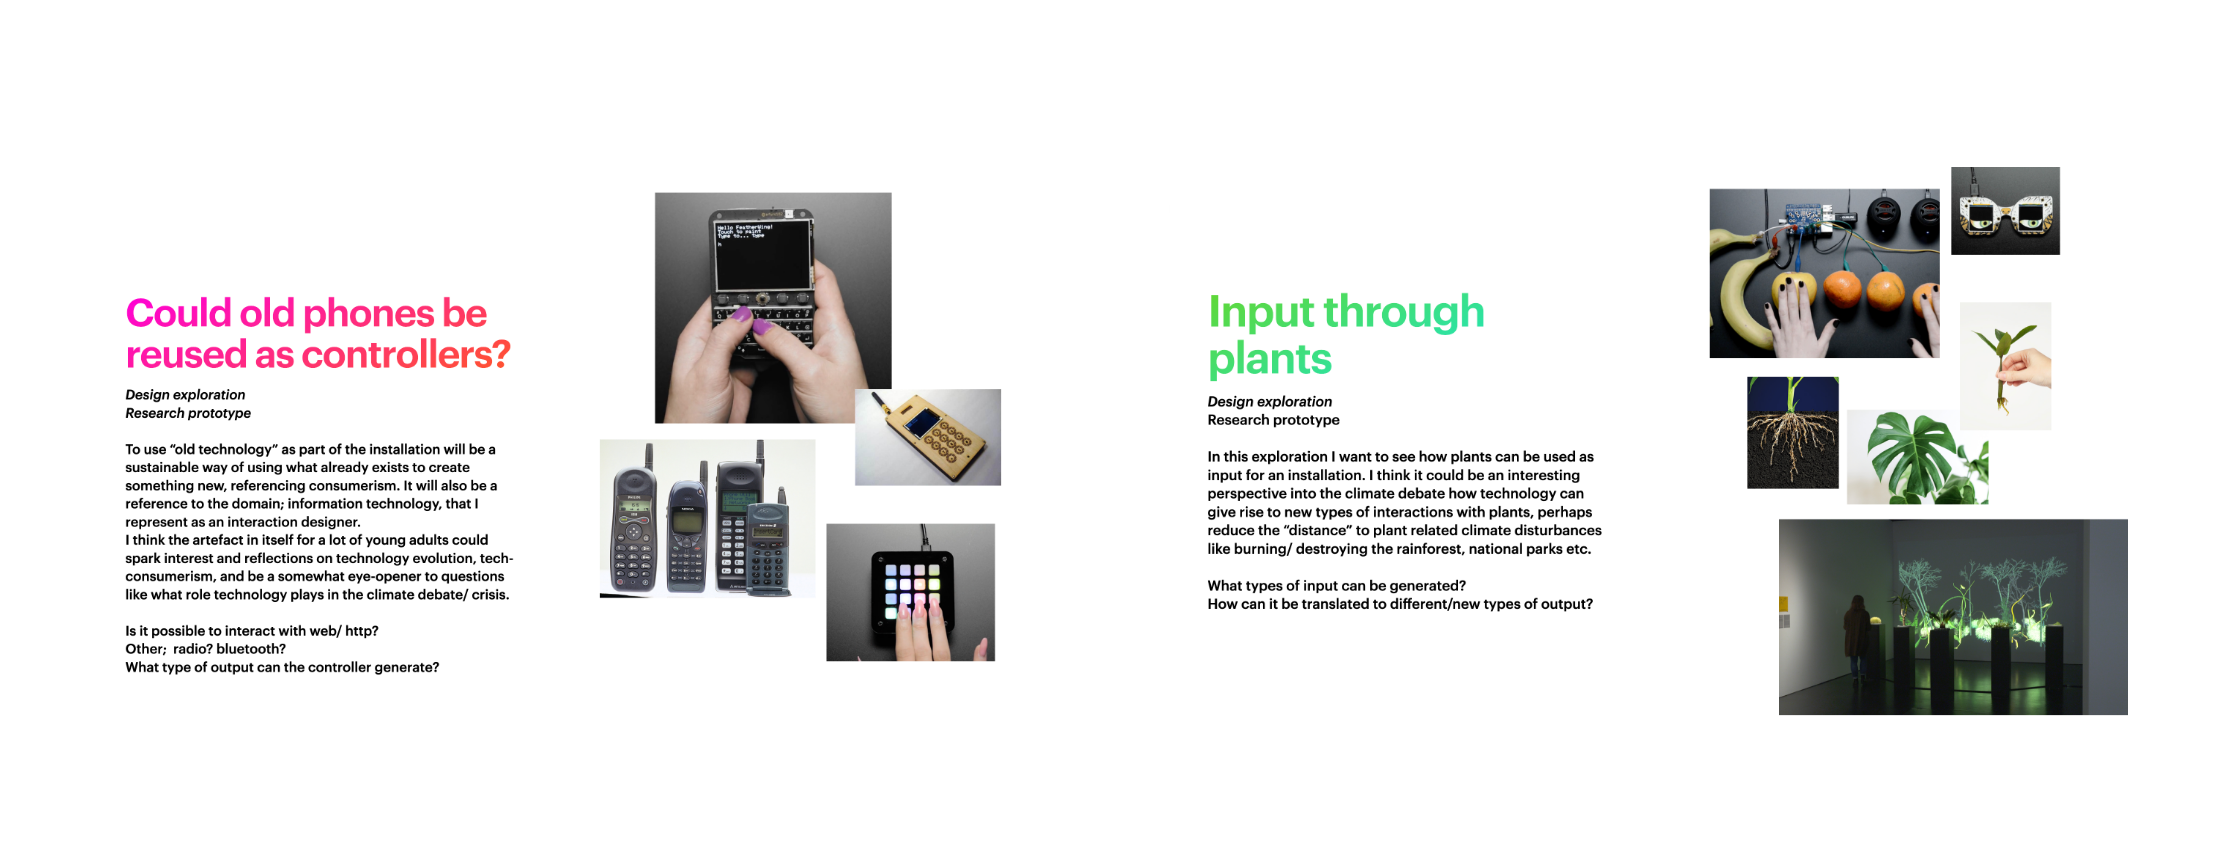 Could old phones be
reused as controllers?
Design exploration
Research prototype
To use “old technology” as part of the installation will be a
sustainable way of using what already exists to create
something new, referencing consumerism. It will also be a
reference to the domain; information technology, that I
represent as an interaction designer.
I think the artefact in itself for a lot of young adults could
spark interest and reflections on technology evolution, tech-
consumerism, and be a somewhat eye-opener to questions
like what role technology plays in the climate debate/ crisis.
Is it possible to interact with web/ http?
Other;  radio? bluetooth?
What type of output can the controller generate?
Hello FeatherWing!
Touch to paint
Type to... type
PHILIPS
NOKIA
Input through
plants
Design exploration
Research prototype
In this exploration I want to see how plants can be used as
input for an installation. I think it could be an interesting
perspective into the climate debate how technology can
give rise to new types of interactions with plants, perhaps
reduce the “distance” to plant related climate disturbances
like burning/ destroying the rainforest, national parks etc.
What types of input can be generated?
How can it be translated to different/new types of output?